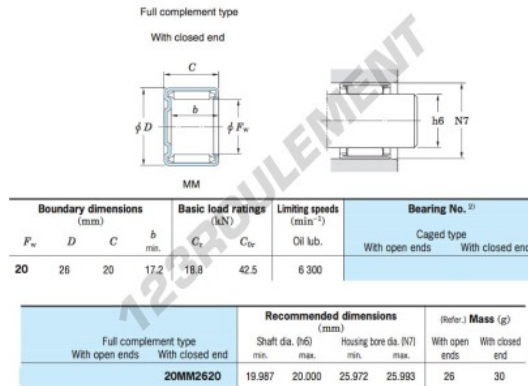 Full complement type
With closed end
C
b
φD
φFw
h6
N7
MM
123ROULEMENT
Boundary dimensions (mm) Basic load ratings (kN) Limiting speeds (min⁻¹) Bearing No. 2)
Fw D C b min. Cr C0r Oil lub. Caged type With open ends With closed end
20 26 20 17.2 18.8 42.5 6 300
Recommended dimensions (mm) (Refer.) Mass (g)
Full complement type Shaft dia. (h6) Housing bore dia. (N7) With open ends With closed end
With open ends With closed end min. max. min. max.
20MM2620 19.987 20.000 25.972 25.993 26 30